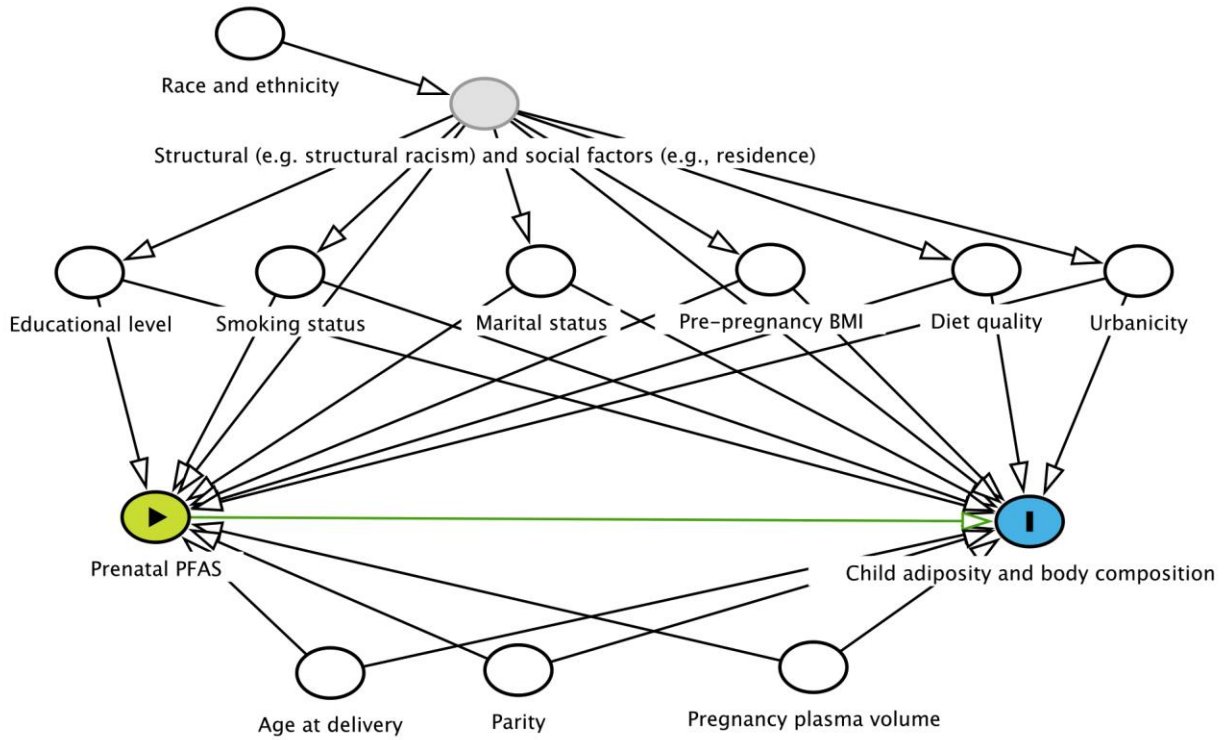 Race and ethnicity
Structural (e.g. structural racism) and social factors (e.g., residence)
Educational level
Smoking status
Marital status
Pre-pregnancy BMI
Diet quality
Urbanicity
Prenatal PFAS
Child adiposity and body composition
Age at delivery
Parity
Pregnancy plasma volume